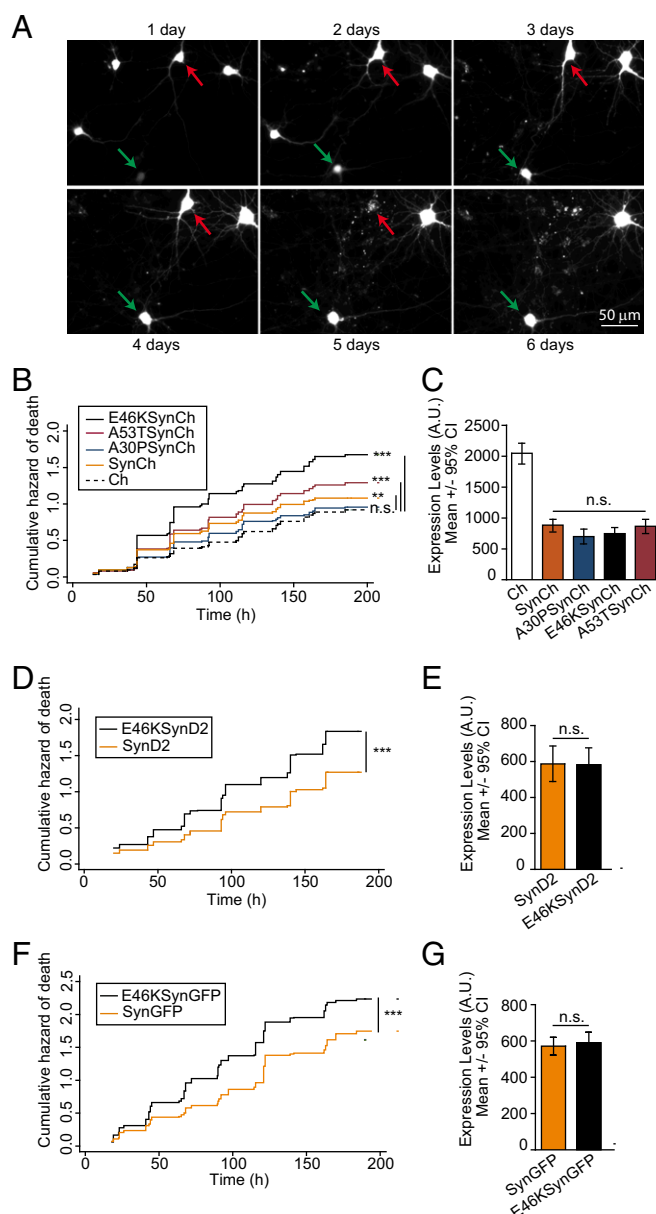 A
1 day 2 days 3 days
4 days 5 days 6 days
50 μm
B
E46KSynCh
A53TSynCh
A30PSynCh
SynCh
Ch
Cumulative hazard of death
0.0 0.5 1.0 1.5 2.0
0 50 100 150 200
Time (h)
***
***
**
n.s.
C
Expression Levels (A.U.)
Mean +/- 95% CI
2000
1500
1000
500
0
n.s.
Ch
SynCh
A30PSynCh
E46KSynCh
A53TSynCh
D
E46KSynD2
SynD2
Cumulative hazard of death
0.0 0.5 1.0 1.5 2.0
0 50 100 150 200
Time (h)
***
E
Expression Levels (A.U.)
Mean +/- 95% CI
800
600
400
200
0
n.s.
SynD2
E46KSynD2
F
E46KSynGFP
SynGFP
Cumulative hazard of death
0.0 0.5 1.0 1.5 2.0 2.5
0 50 100 150 200
Time (h)
***
G
Expression Levels (A.U.)
Mean +/- 95% CI
800
600
400
200
0
n.s.
SynGFP
E46KSynGFP